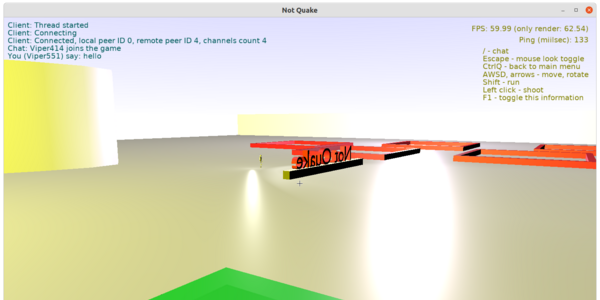 Not Quake
Client: Thread started
Client: Connecting
Client: Connected, local peer ID 0, remote peer ID 4, channels count 4
Chat: Viper414 joins the game
You (Viper551) say: hello
FPS: 59.99 (only render: 62.54)
Ping (miilsec): 133
/ - chat
Escape - mouse look toggle
CtrlQ - back to main menu
AWSD, arrows - move, rotate
Shift - run
Left click - shoot
F1 - toggle this information
Not Quake